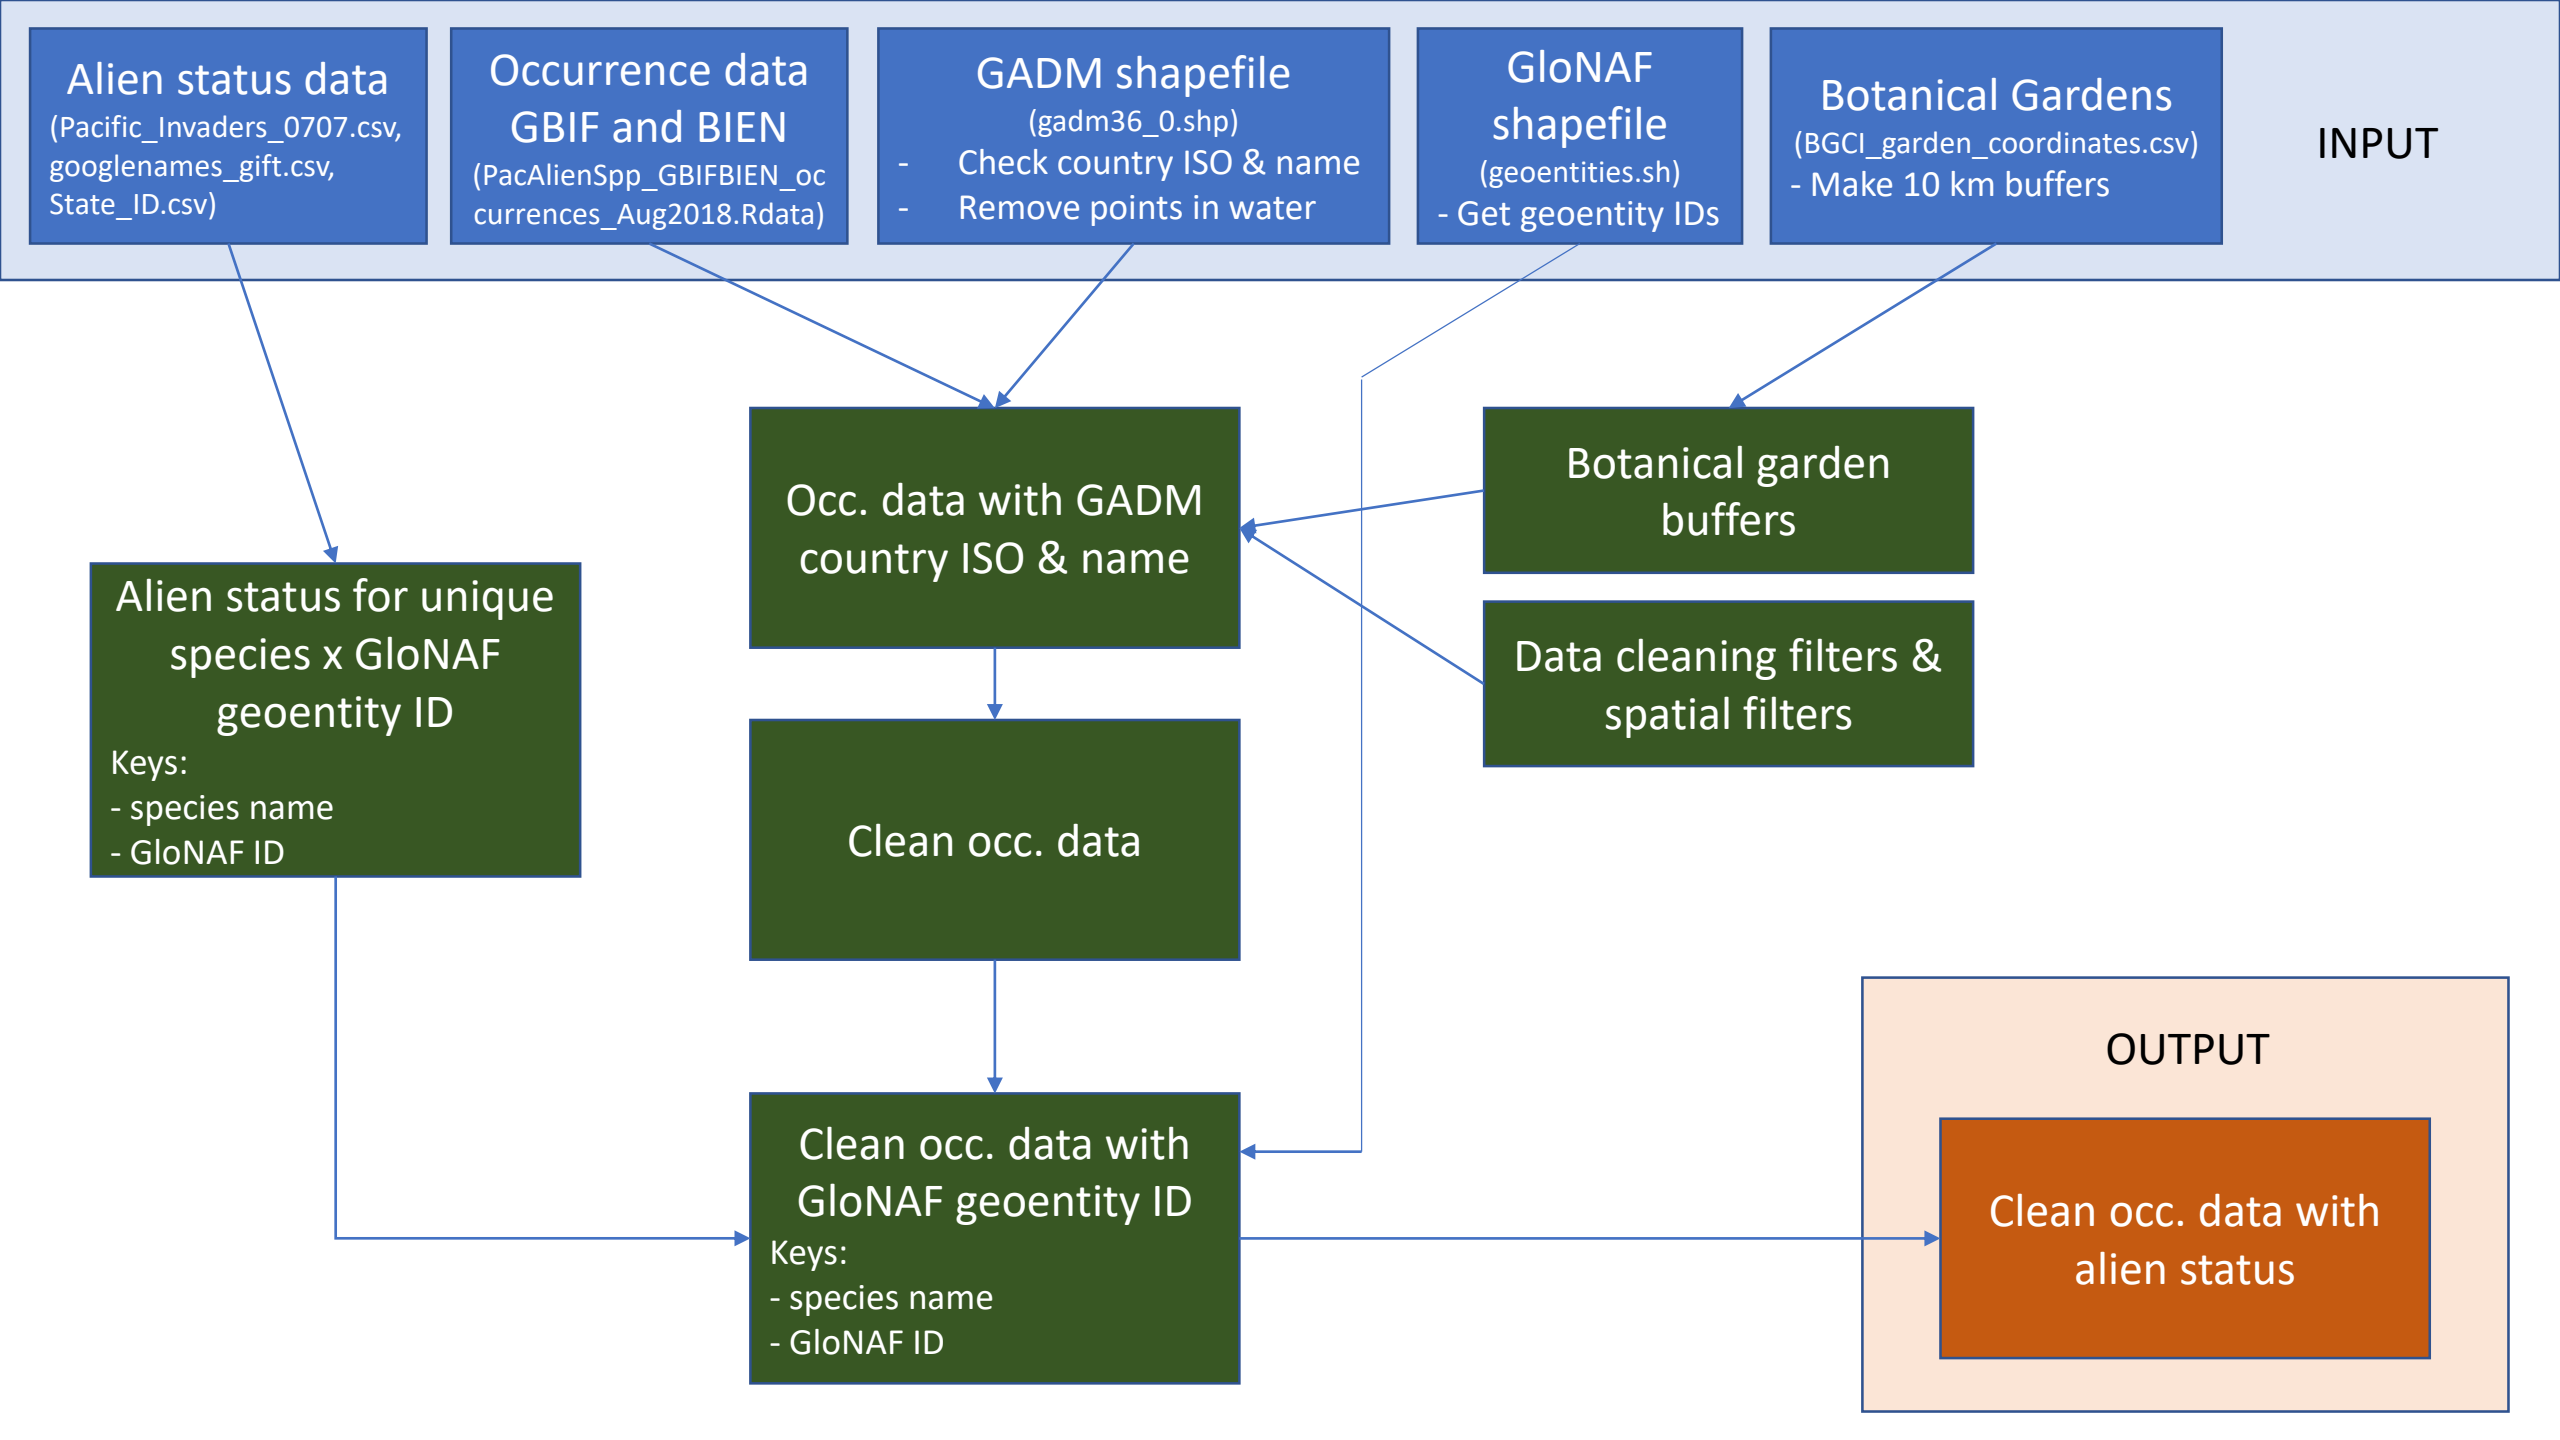 Alien status data
(Pacific_Invaders_0707.csv,
googlenames_gift.csv,
State_ID.csv)
Occurrence data
GBIF and BIEN
(PacAlienSpp_GBIFBIEN_oc
currences_Aug2018.Rdata)
GADM shapefile
(gadm36_0.shp)
- Check country ISO & name
- Remove points in water
GloNAF
shapefile
(geoentities.sh)
- Get geoentity IDs
Botanical Gardens
(BGCI_garden_coordinates.csv)
- Make 10 km buffers
INPUT
Occ. data with GADM
country ISO & name
Botanical garden
buffers
Alien status for unique
species x GloNAF
geoentity ID
Keys:
- species name
- GloNAF ID
Data cleaning filters &
spatial filters
Clean occ. data
Clean occ. data with
GloNAF geoentity ID
Keys:
- species name
- GloNAF ID
OUTPUT
Clean occ. data with
alien status